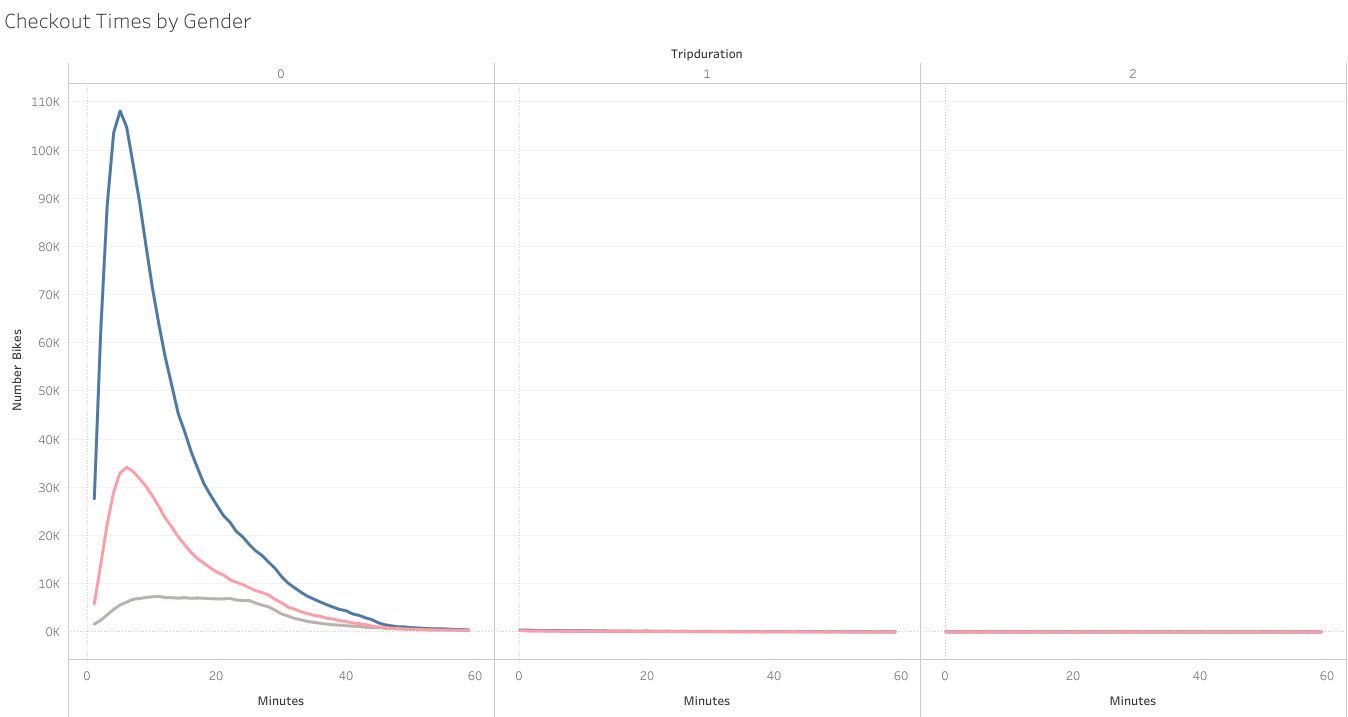 Checkout Times by Gender
Tripduration
0 1 2
110K
100K
90K
80K
70K
60K
50K
40K
30K
20K
10K
0K
Number Bikes
0 20 40 60 0 20 40 60 0 20 40 60
Minutes Minutes Minutes